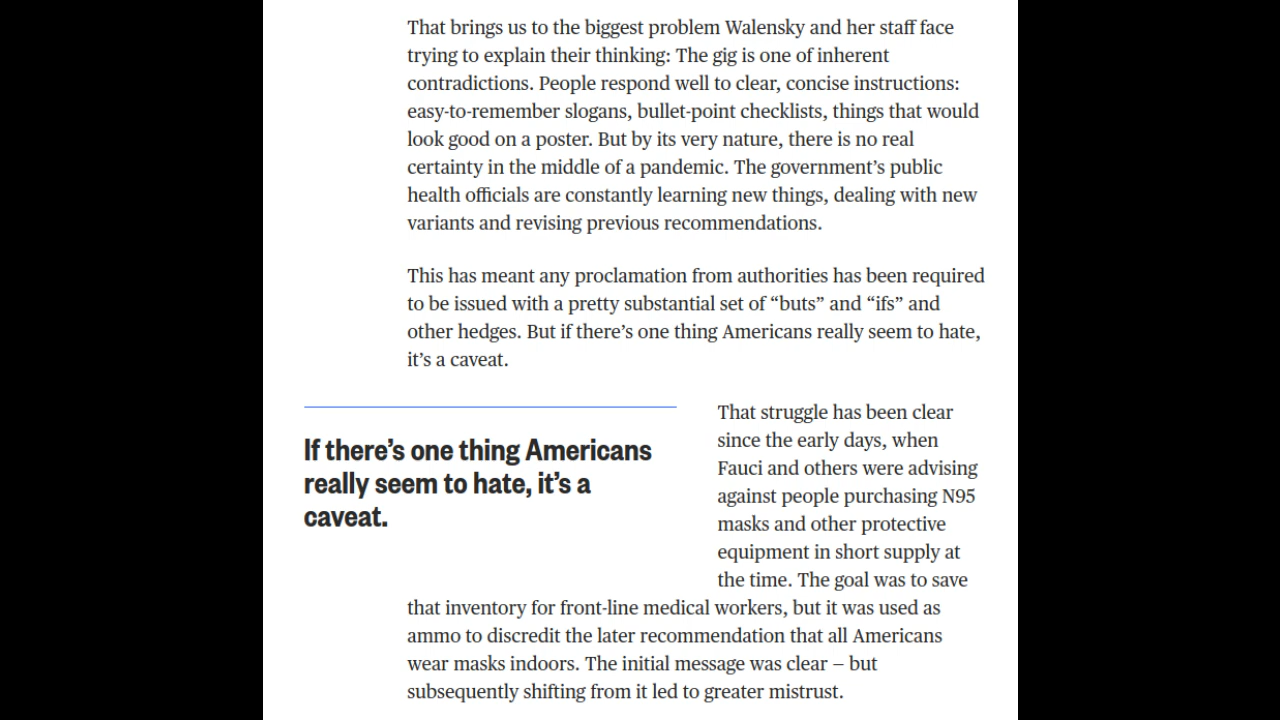 That brings us to the biggest problem Walensky and her staff face
trying to explain their thinking: The gig is one of inherent
contradictions. People respond well to clear, concise instructions:
easy-to-remember slogans, bullet-point checklists, things that would
look good on a poster. But by its very nature, there is no real
certainty in the middle of a pandemic. The government’s public
health officials are constantly learning new things, dealing with new
variants and revising previous recommendations.
This has meant any proclamation from authorities has been required
to be issued with a pretty substantial set of “buts” and “ifs” and
other hedges. But if there’s one thing Americans really seem to hate,
it’s a caveat.
If there’s one thing Americans
really seem to hate, it’s a
caveat.
That struggle has been clear
since the early days, when
Fauci and others were advising
against people purchasing N95
masks and other protective
equipment in short supply at
the time. The goal was to save
that inventory for front-line medical workers, but it was used as
ammo to discredit the later recommendation that all Americans
wear masks indoors. The initial message was clear — but
subsequently shifting from it led to greater mistrust.